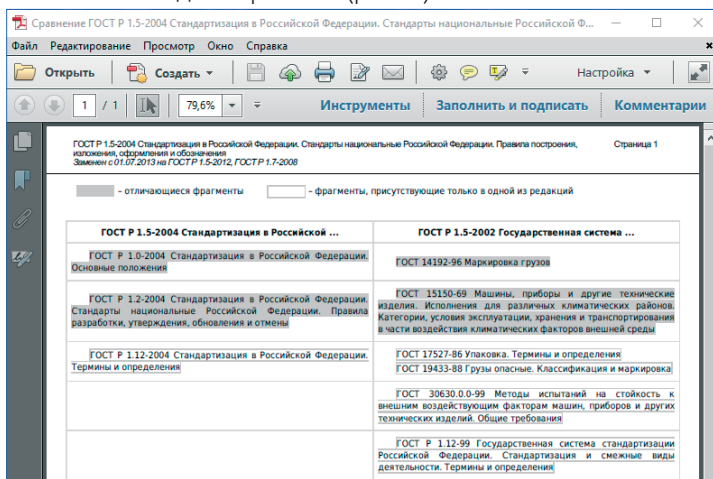 Сравнение ГОСТ Р 1.5-2004 Стандартизация в Российской Федерации. Стандарты национальные Российской Ф...
Файл Редактирование Просмотр Окно Справка
Открыть Создать Настройка
1 / 1 79,6% Инструменты Заполнить и подписать Комментарии
ГОСТ Р 1.5-2004 Стандартизация в Российской Федерации. Стандарты национальные Российской Федерации. Правила построения, Страница 1
изложения, оформления и обозначения
Заменен с 01.07.2013 на ГОСТ Р 1.5-2012, ГОСТ Р 1.7-2008
– отличающиеся фрагменты – фрагменты, присутствующие только в одной из редакций
ГОСТ Р 1.5-2004 Стандартизация в Российской ...
ГОСТ Р 1.5-2002 Государственная система ...
ГОСТ Р 1.0-2004 Стандартизация в Российской Федерации.
Основные положения
ГОСТ 14192-96 Маркировка грузов
ГОСТ Р 1.2-2004 Стандартизация в Российской Федерации.
Стандарты национальные Российской Федерации. Правила
разработки, утверждения, обновления и отмены
ГОСТ 15150-69 Машины, приборы и другие технические
изделия. Исполнения для различных климатических районов.
Категории, условия эксплуатации, хранения и транспортирования
в части воздействия климатических факторов внешней среды
ГОСТ Р 1.12-2004 Стандартизация в Российской Федерации.
Термины и определения
ГОСТ 17527-86 Упаковка. Термины и определения
ГОСТ 19433-88 Грузы опасные. Классификация и маркировка
ГОСТ 30630.0.0-99 Методы испытаний на стойкость к
внешним воздействующим факторам машин, приборов и других
технических изделий. Общие требования
ГОСТ Р 1.12-99 Государственная система стандартизации
Российской Федерации. Стандартизация и смежные виды
деятельности. Термины и определения